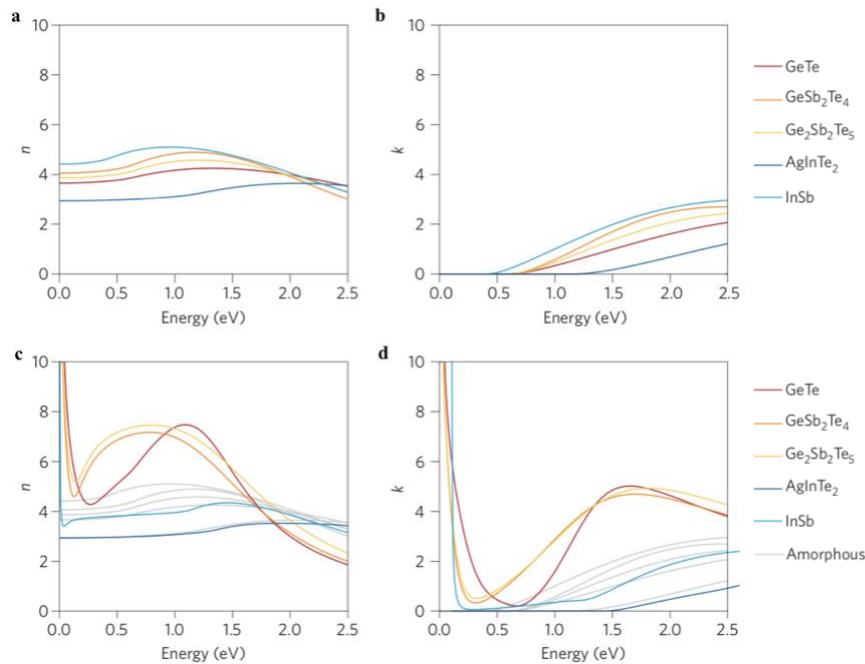 a
10
8
6
4
2
0
n
0.0 0.5 1.0 1.5 2.0 2.5
Energy (eV)
b
10
8
6
4
2
0
k
0.0 0.5 1.0 1.5 2.0 2.5
Energy (eV)
GeTe
GeSb₂Te₄
Ge₂Sb₂Te₅
AgInTe₂
InSb
c
10
8
6
4
2
0
n
0.0 0.5 1.0 1.5 2.0 2.5
Energy (eV)
d
10
8
6
4
2
0
k
0.0 0.5 1.0 1.5 2.0 2.5
Energy (eV)
GeTe
GeSb₂Te₄
Ge₂Sb₂Te₅
AgInTe₂
InSb
Amorphous